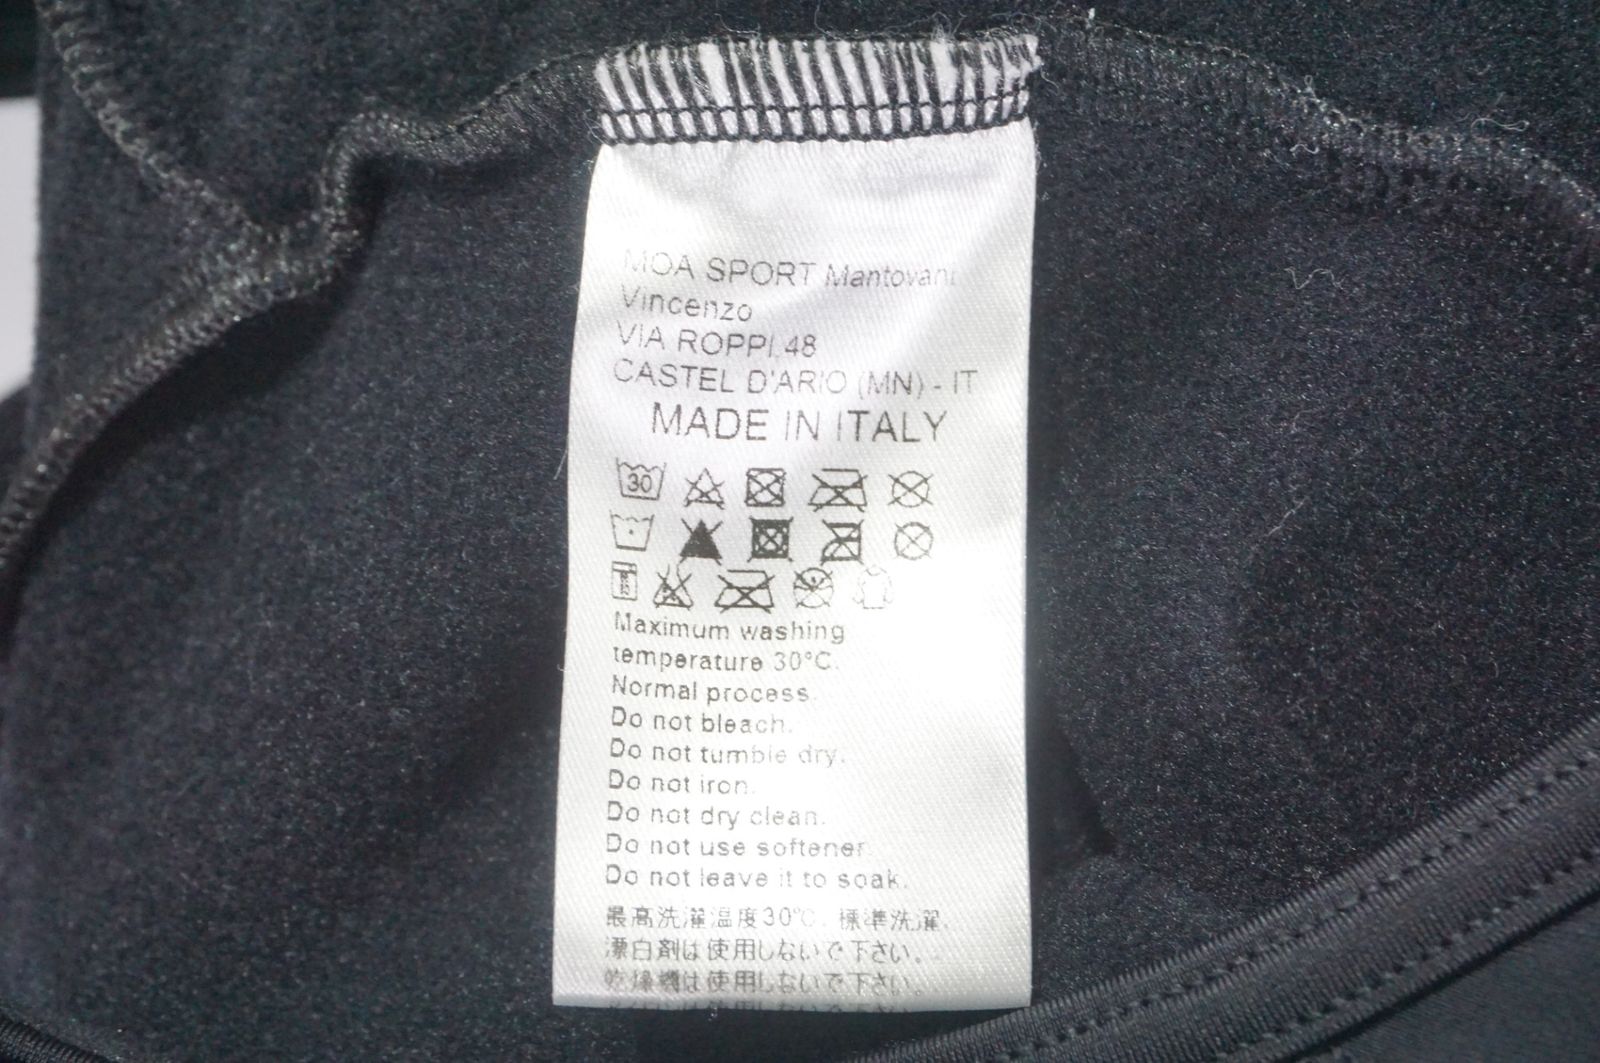 MOA SPORT Mantovani
Vincenzo
VIA ROPPI,48
CASTEL D'ARIO (MN) - IT
MADE IN ITALY
30
Maximum washing
temperature 30°C.
Normal process.
Do not bleach.
Do not tumble dry.
Do not iron.
Do not dry clean.
Do not use softener.
Do not leave it to soak.
最高洗濯温度30℃. 標準洗濯.
漂白剤は使用しないで下さい。
乾燥機は使用しないで下さい。